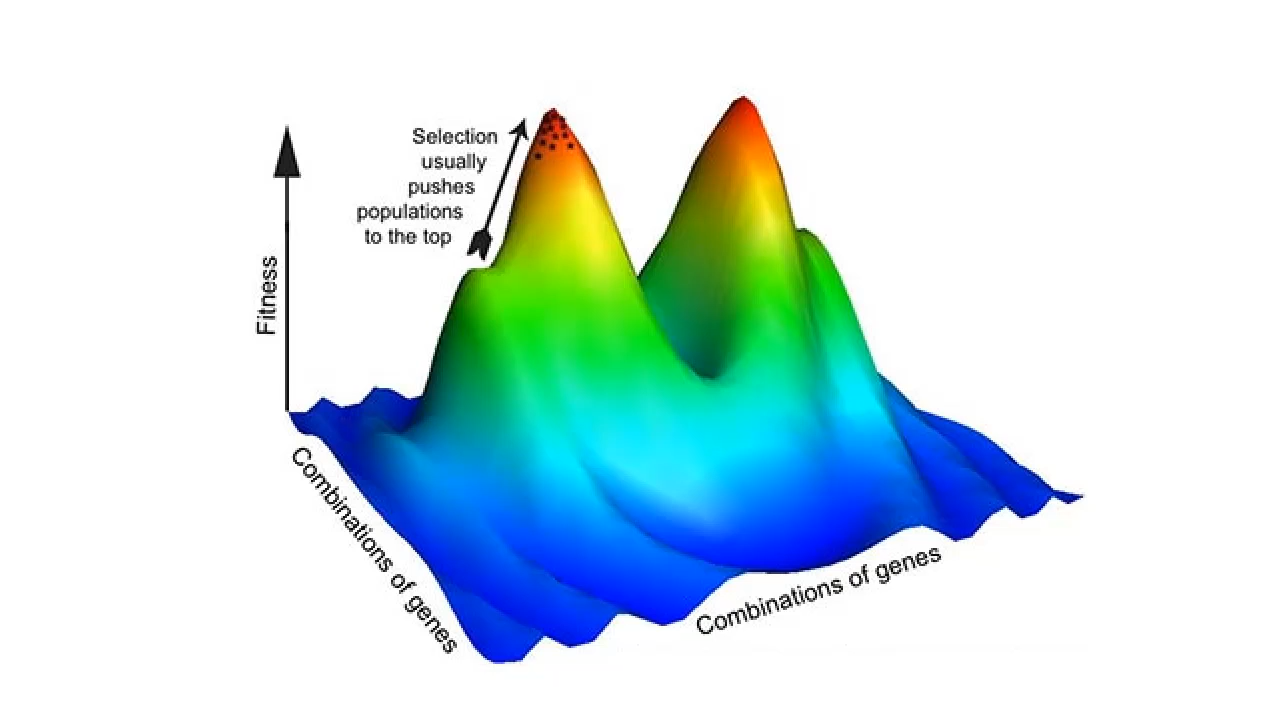 Selection
usually
pushes
populations
to the top
Fitness
Combinations of genes
Combinations of genes